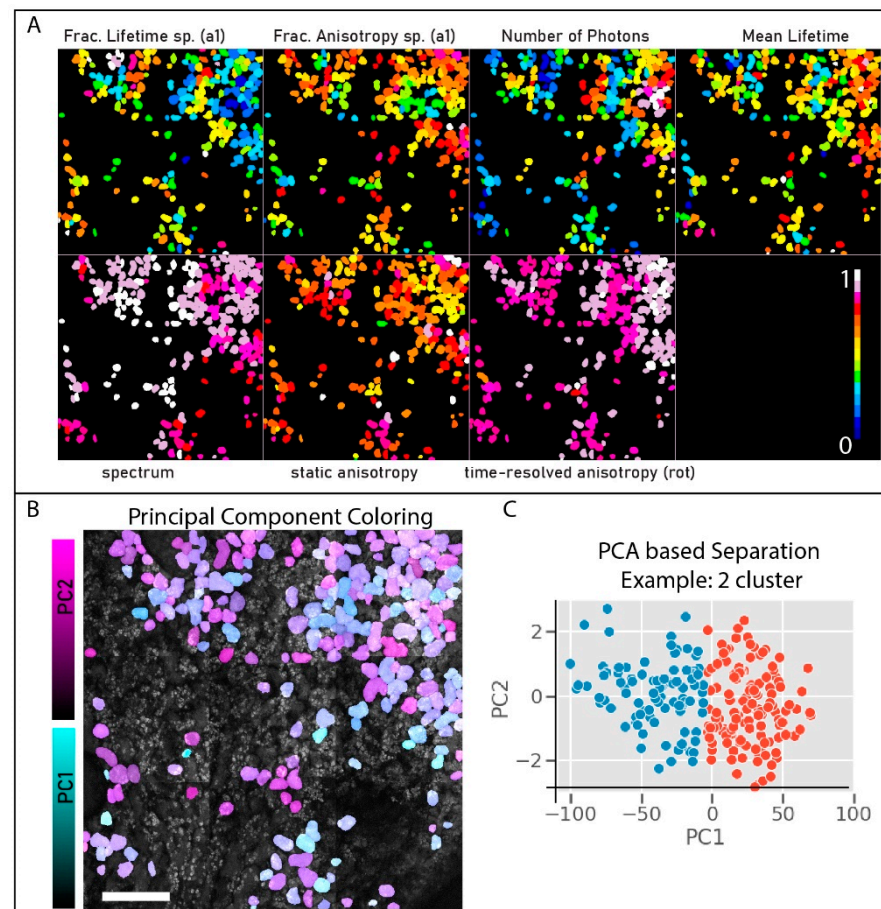 A
Frac. Lifetime sp. (a1) Frac. Anisotropy sp. (a1) Number of Photons Mean Lifetime
1
0
spectrum static anisotropy time-resolved anisotropy (rot)
B
Principal Component Coloring
PC2
PC1
C
PCA based Separation
Example: 2 cluster
PC2
2
0
−2
−100 −50 0 50 100
PC1